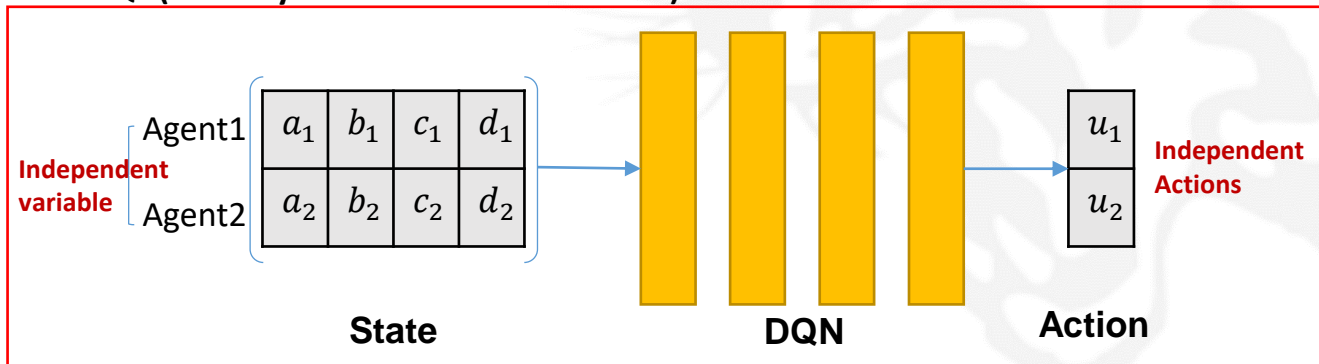 Agent1
a₁ b₁ c₁ d₁
Independent
variable
Agent2
a₂ b₂ c₂ d₂
u₁
u₂
Independent
Actions
State
DQN
Action